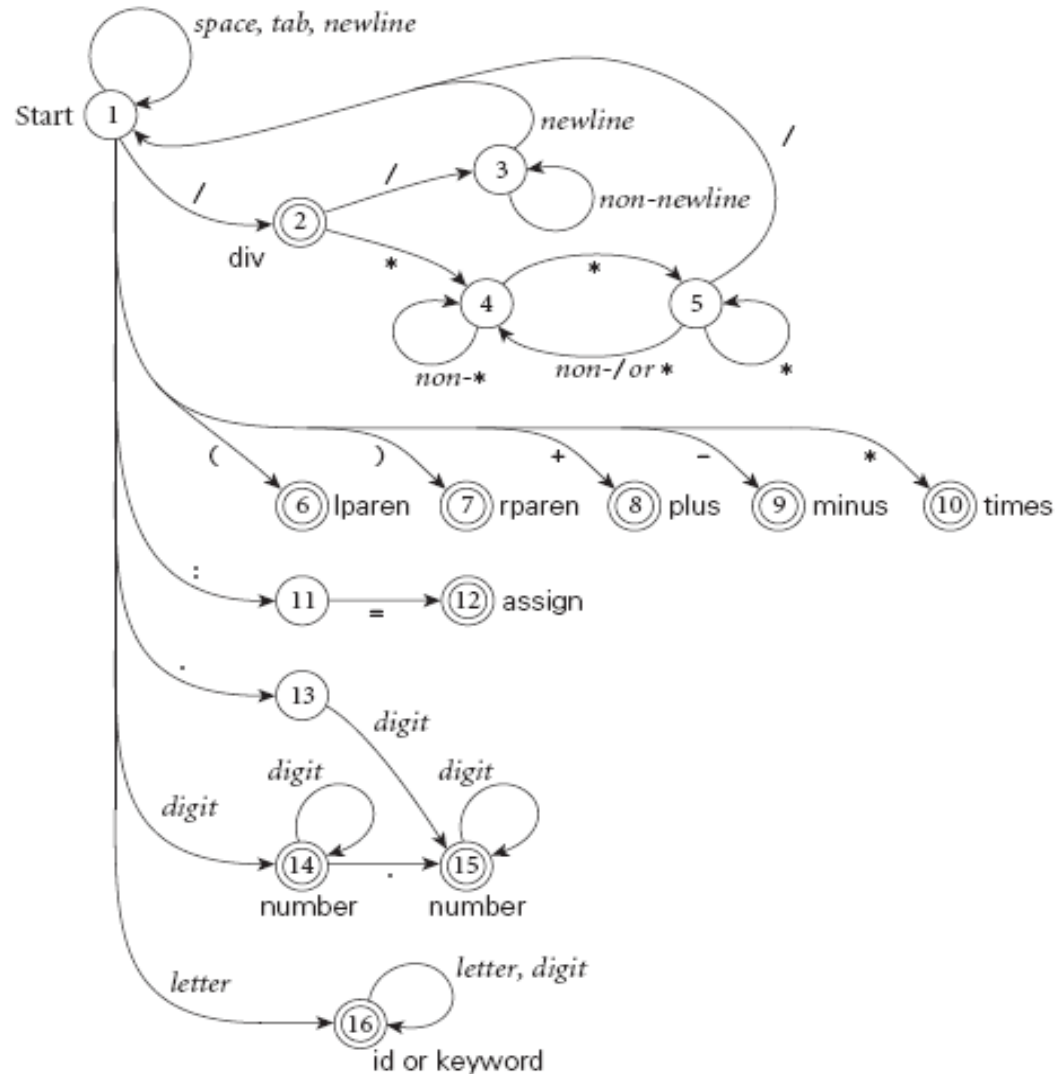 space, tab, newline
Start 1
newline
/
/ 3
/ non-newline
2
div
* *
4 5
non-* non-/ or * *
( ) + - *
6 lparen 7 rparen 8 plus 9 minus 10 times
:
11 = 12 assign
.
13
digit
digit digit
digit
14 . 15
number number
letter, digit
letter
16
id or keyword